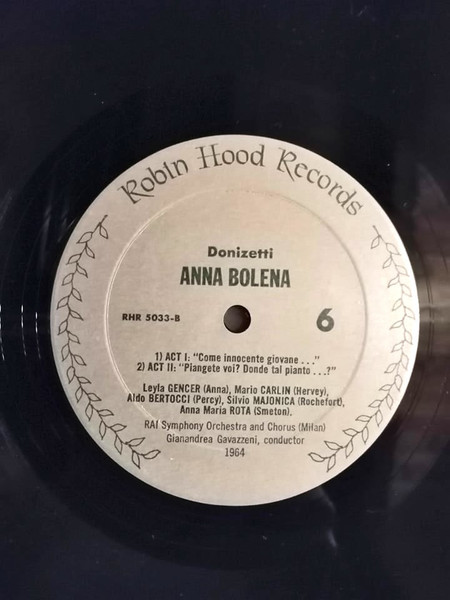 Robin Hood Records
Donizetti
ANNA BOLENA
RHR 5033-B
6
1) ACT I: "Come innocente giovane . . ."
2) ACT II: "Piangete voi? Donde tal pianto . . .?"
Leyla GENCER (Anna), Mario CARLIN (Hervey),
Aldo BERTOCCI (Percy), Silvio MAJONICA (Rochefort),
Anna Maria ROTA (Smeton).
RAI Symphony Orchestra and Chorus (Milan)
Gianandrea Gavazzeni, conductor
1964